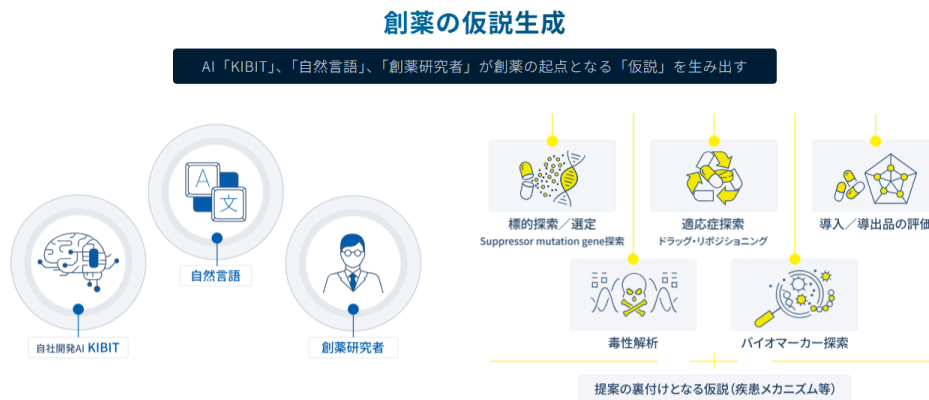 創薬の仮説生成
AI「KIBIT」、「自然言語」、「創薬研究者」が創薬の起点となる「仮説」を生み出す
A
文
自然言語
自社開発AI KIBIT
創薬研究者
標的探索／選定
Suppressor mutation gene探索
適応症探索
ドラッグ・リポジショニング
導入／導出品の評価
毒性解析
バイオマーカー探索
提案の裏付けとなる仮説（疾患メカニズム等）